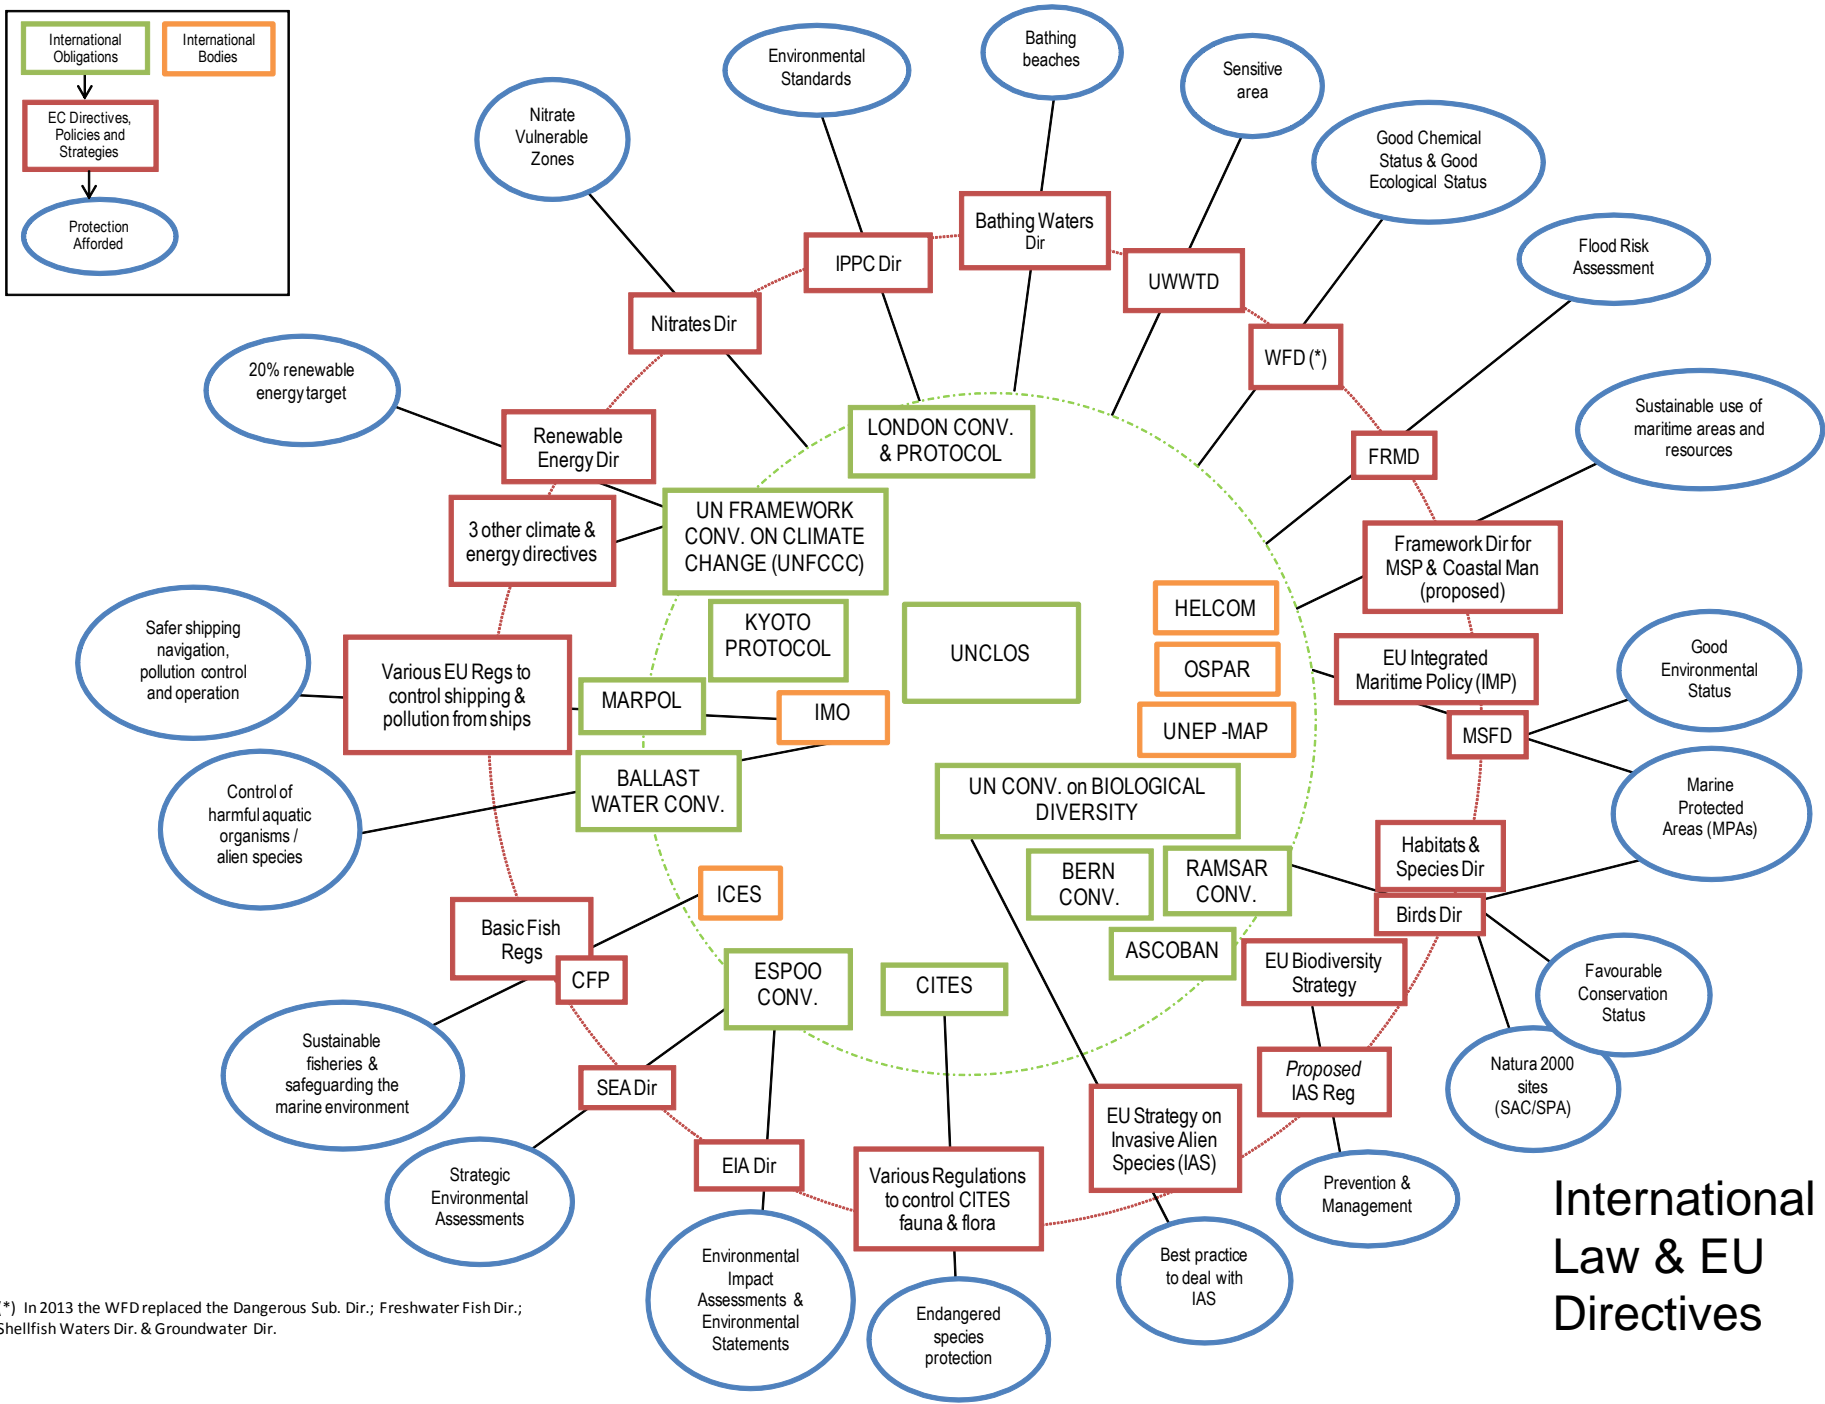 International
Obligations
International
Bodies
EC Directives,
Policies and
Strategies
Protection
Afforded
Nitrate
Vulnerable
Zones
Environmental
Standards
Bathing
beaches
Sensitive
area
Good Chemical
Status & Good
Ecological Status
Flood Risk
Assessment
Bathing Waters
Dir
IPPC Dir
UWWTD
Nitrates Dir
WFD (*)
20% renewable
energy target
Sustainable use of
maritime areas and
resources
Renewable
Energy Dir
LONDON CONV.
& PROTOCOL
FRMD
3 other climate &
energy directives
UN FRAMEWORK
CONV. ON CLIMATE
CHANGE (UNFCCC)
Framework Dir for
MSP & Coastal Man
(proposed)
KYOTO
PROTOCOL
UNCLOS
HELCOM
OSPAR
UNEP -MAP
EU Integrated
Maritime Policy (IMP)
Good
Environmental
Status
Safer shipping
navigation,
pollution control
and operation
Various EU Regs to
control shipping &
pollution from ships
MARPOL
IMO
MSFD
Control of
harmful aquatic
organisms /
alien species
BALLAST
WATER CONV.
UN CONV. on BIOLOGICAL
DIVERSITY
Marine
Protected
Areas (MPAs)
Habitats &
Species Dir
BERN
CONV.
RAMSAR
CONV.
ICES
Birds Dir
Basic Fish
Regs
CFP
ESPOO
CONV.
CITES
ASCOBAN
EU Biodiversity
Strategy
Favourable
Conservation
Status
Sustainable
fisheries &
safeguarding the
marine environment
SEA Dir
Proposed
IAS Reg
Natura 2000
sites
(SAC/SPA)
EU Strategy on
Invasive Alien
Species (IAS)
EIA Dir
Various Regulations
to control CITES
fauna & flora
Strategic
Environmental
Assessments
Prevention &
Management
Environmental
Impact
Assessments &
Environmental
Statements
Endangered
species
protection
Best practice
to deal with
IAS
International
Law & EU
Directives
(*) In 2013 the WFD replaced the Dangerous Sub. Dir.; Freshwater Fish Dir.;
Shellfish Waters Dir. & Groundwater Dir.